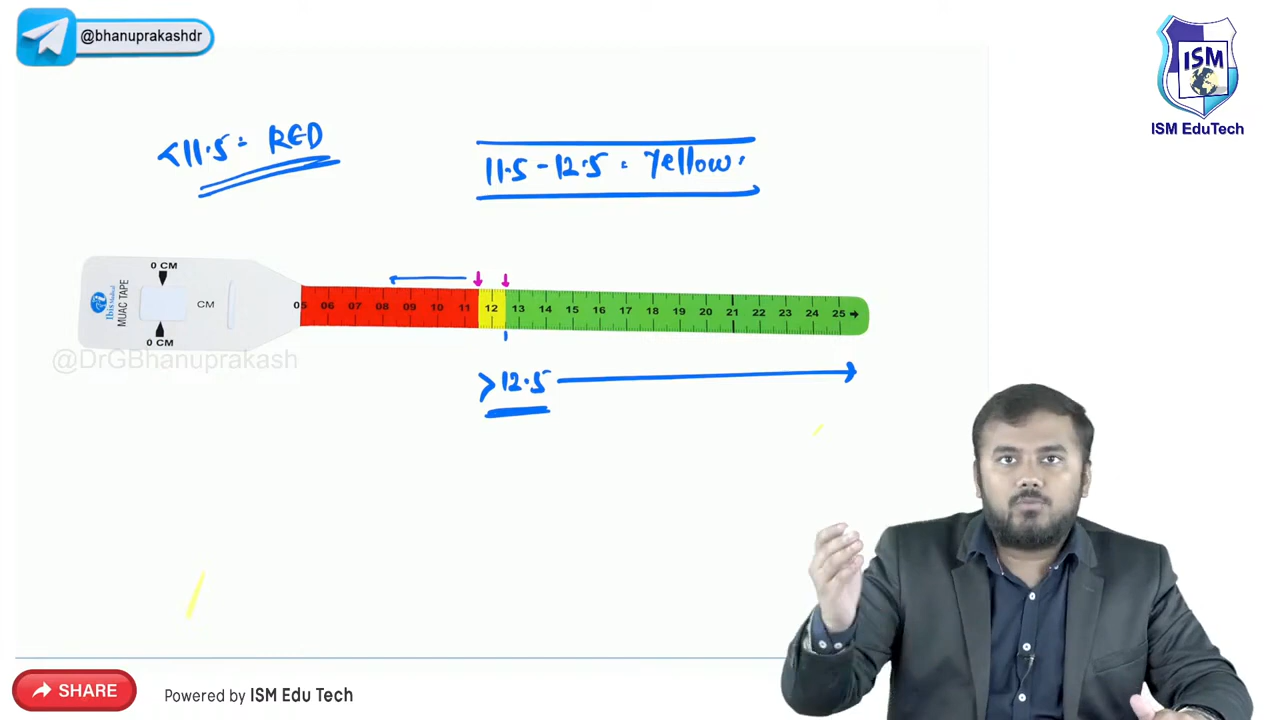 @bhanuprakashdr
ISM
ISM EduTech
<11.5 = RED
11.5 - 12.5 = Yellow.
0 CM
MUAC TAPE
CM
0 CM
05 06 07 08 09 10 11 12 13 14 15 16 17 18 19 20 21 22 23 24 25
@DrGBhanuprakash
>12.5
SHARE
Powered by ISM Edu Tech